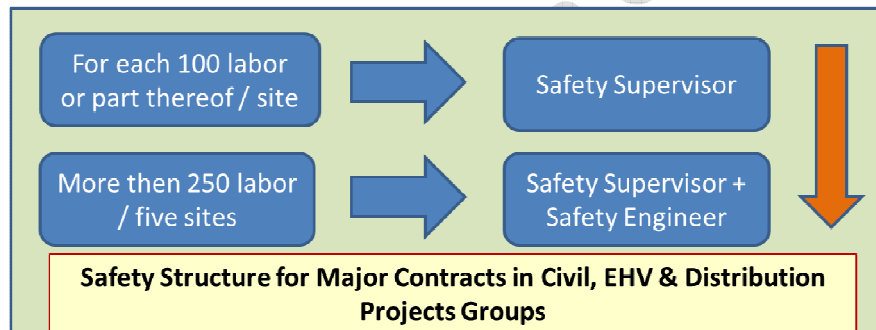 For each 100 labor
or part thereof / site
Safety Supervisor
More then 250 labor
/ five sites
Safety Supervisor +
Safety Engineer
Safety Structure for Major Contracts in Civil, EHV & Distribution
Projects Groups